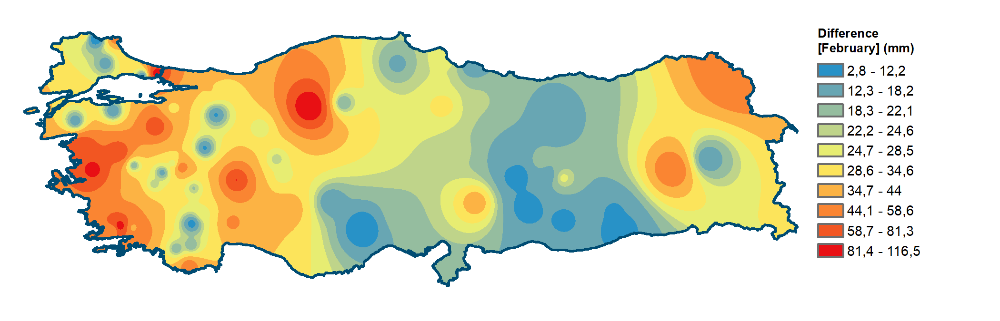 Difference
[February] (mm)
2,8 - 12,2
12,3 - 18,2
18,3 - 22,1
22,2 - 24,6
24,7 - 28,5
28,6 - 34,6
34,7 - 44
44,1 - 58,6
58,7 - 81,3
81,4 - 116,5